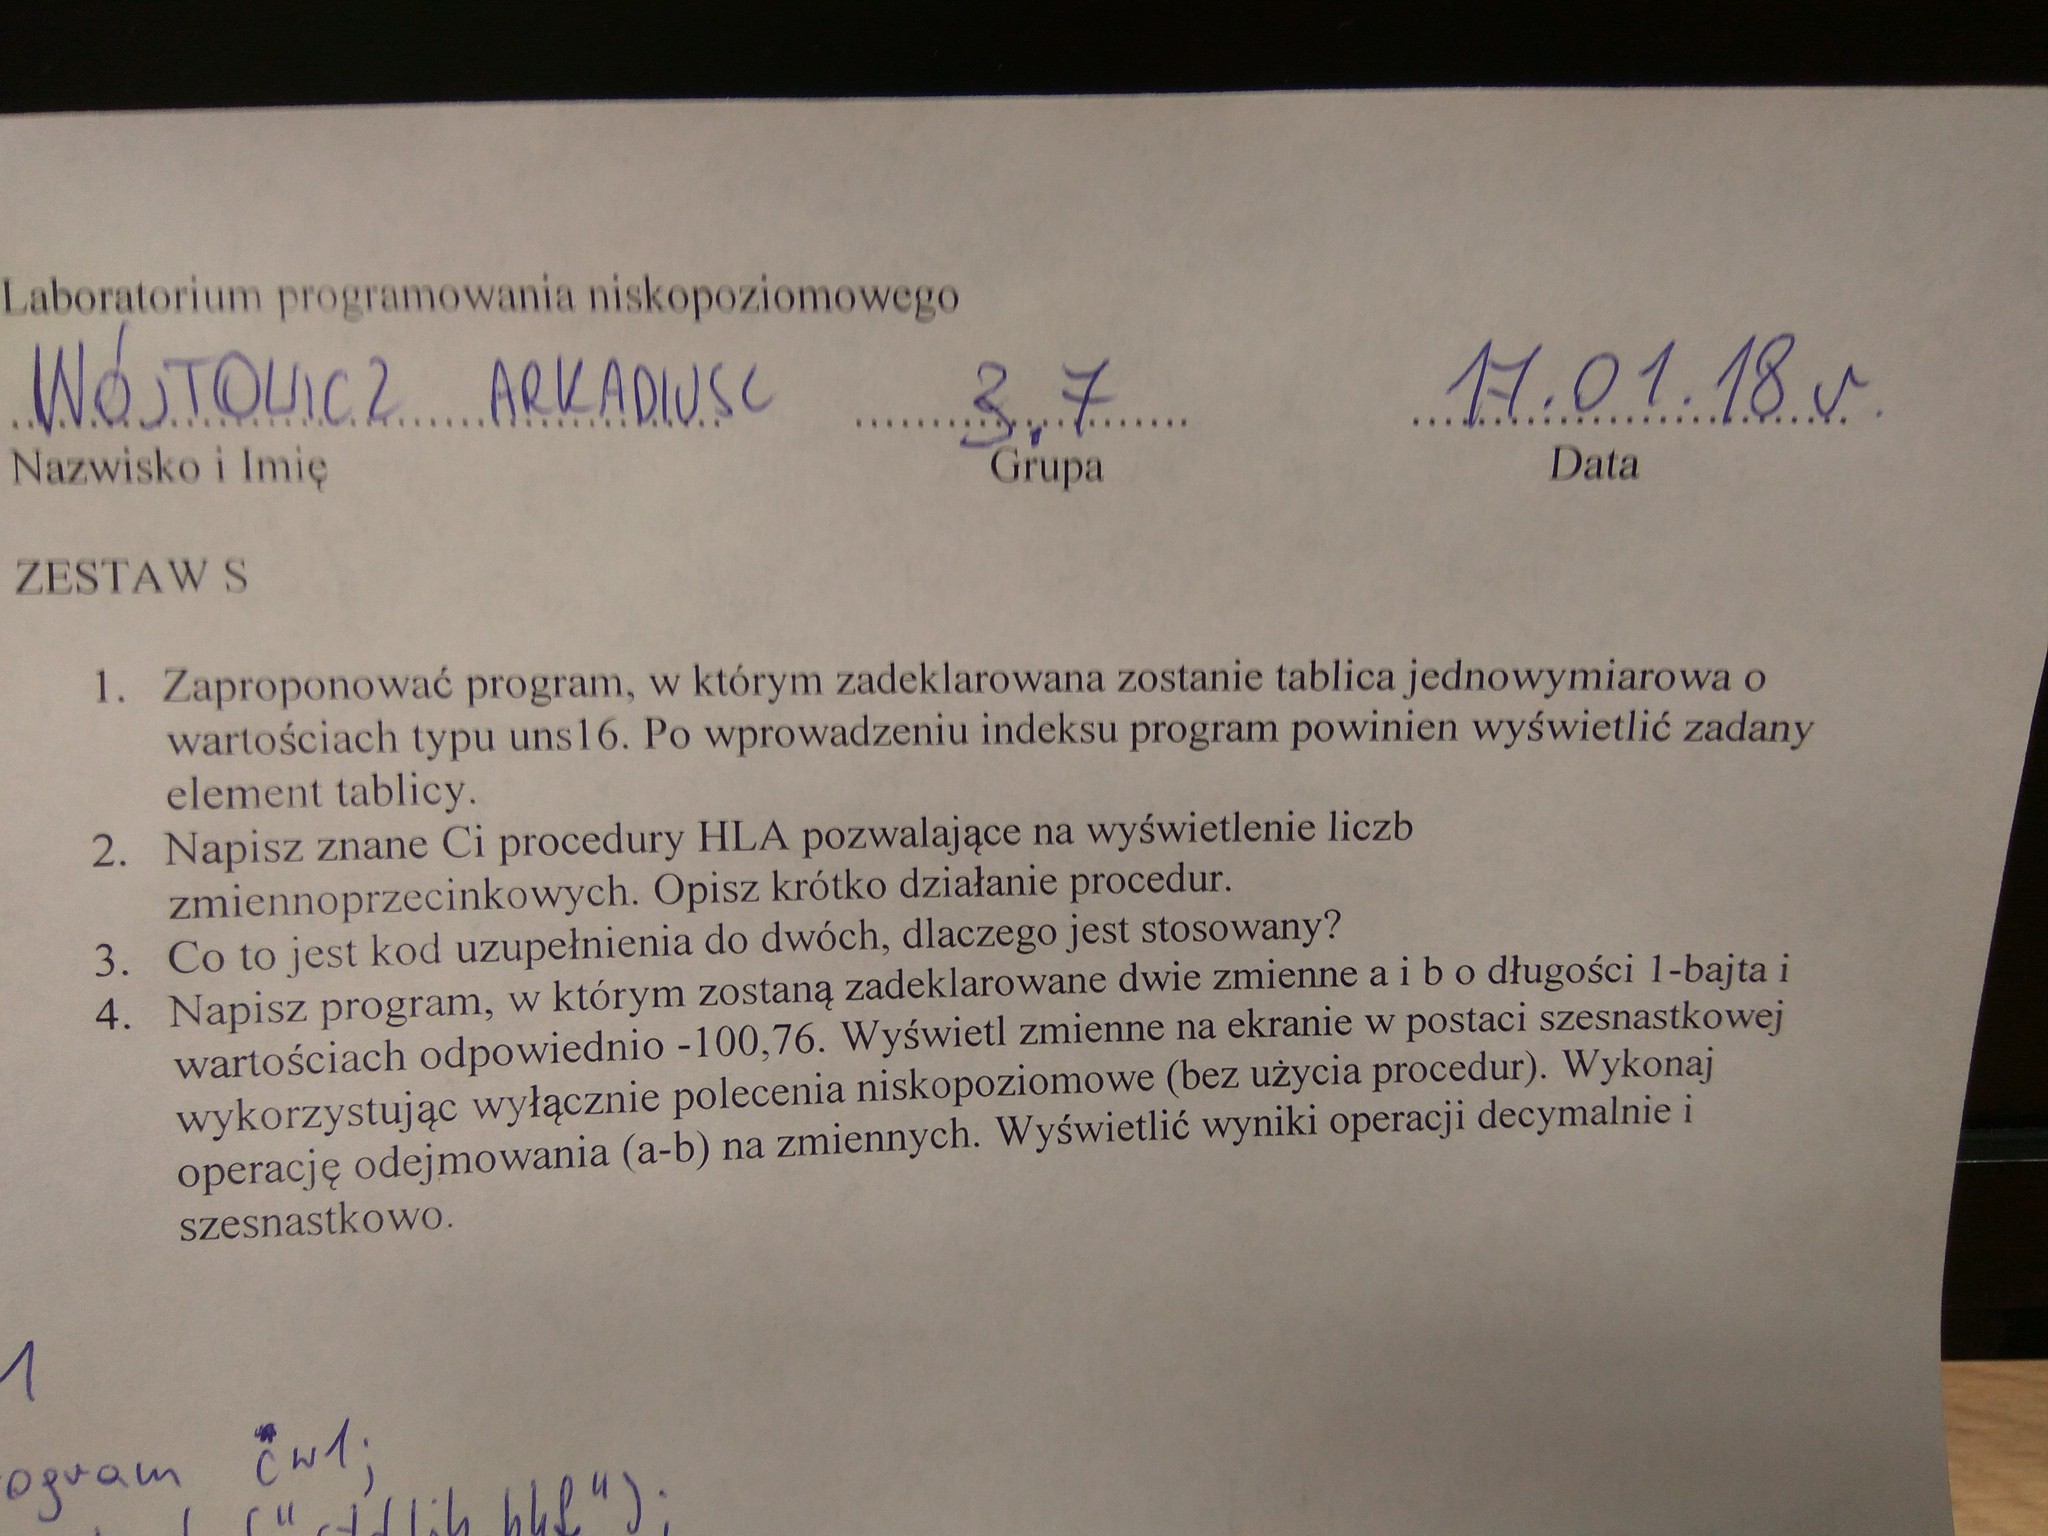 Laboratorium programowania niskopoziomowego
WÓJTOWICZ ARKADIUSZ 3.7 17.01.18 r.
Nazwisko i Imię Grupa Data
ZESTAW S
1. Zaproponować program, w którym zadeklarowana zostanie tablica jednowymiarowa o
wartościach typu uns16. Po wprowadzeniu indeksu program powinien wyświetlić zadany
element tablicy.
2. Napisz znane Ci procedury HLA pozwalające na wyświetlenie liczb
zmiennoprzecinkowych. Opisz krótko działanie procedur.
3. Co to jest kod uzupełnienia do dwóch, dlaczego jest stosowany?
4. Napisz program, w którym zostaną zadeklarowane dwie zmienne a i b o długości 1-bajta i
wartościach odpowiednio -100,76. Wyświetl zmienne na ekranie w postaci szesnastkowej
wykorzystując wyłącznie polecenia niskopoziomowe (bez użycia procedur). Wykonaj
operację odejmowania (a-b) na zmiennych. Wyświetlić wyniki operacji decymalnie i
szesnastkowo.
1
ogram ćw1;
("stdlib.hhf");